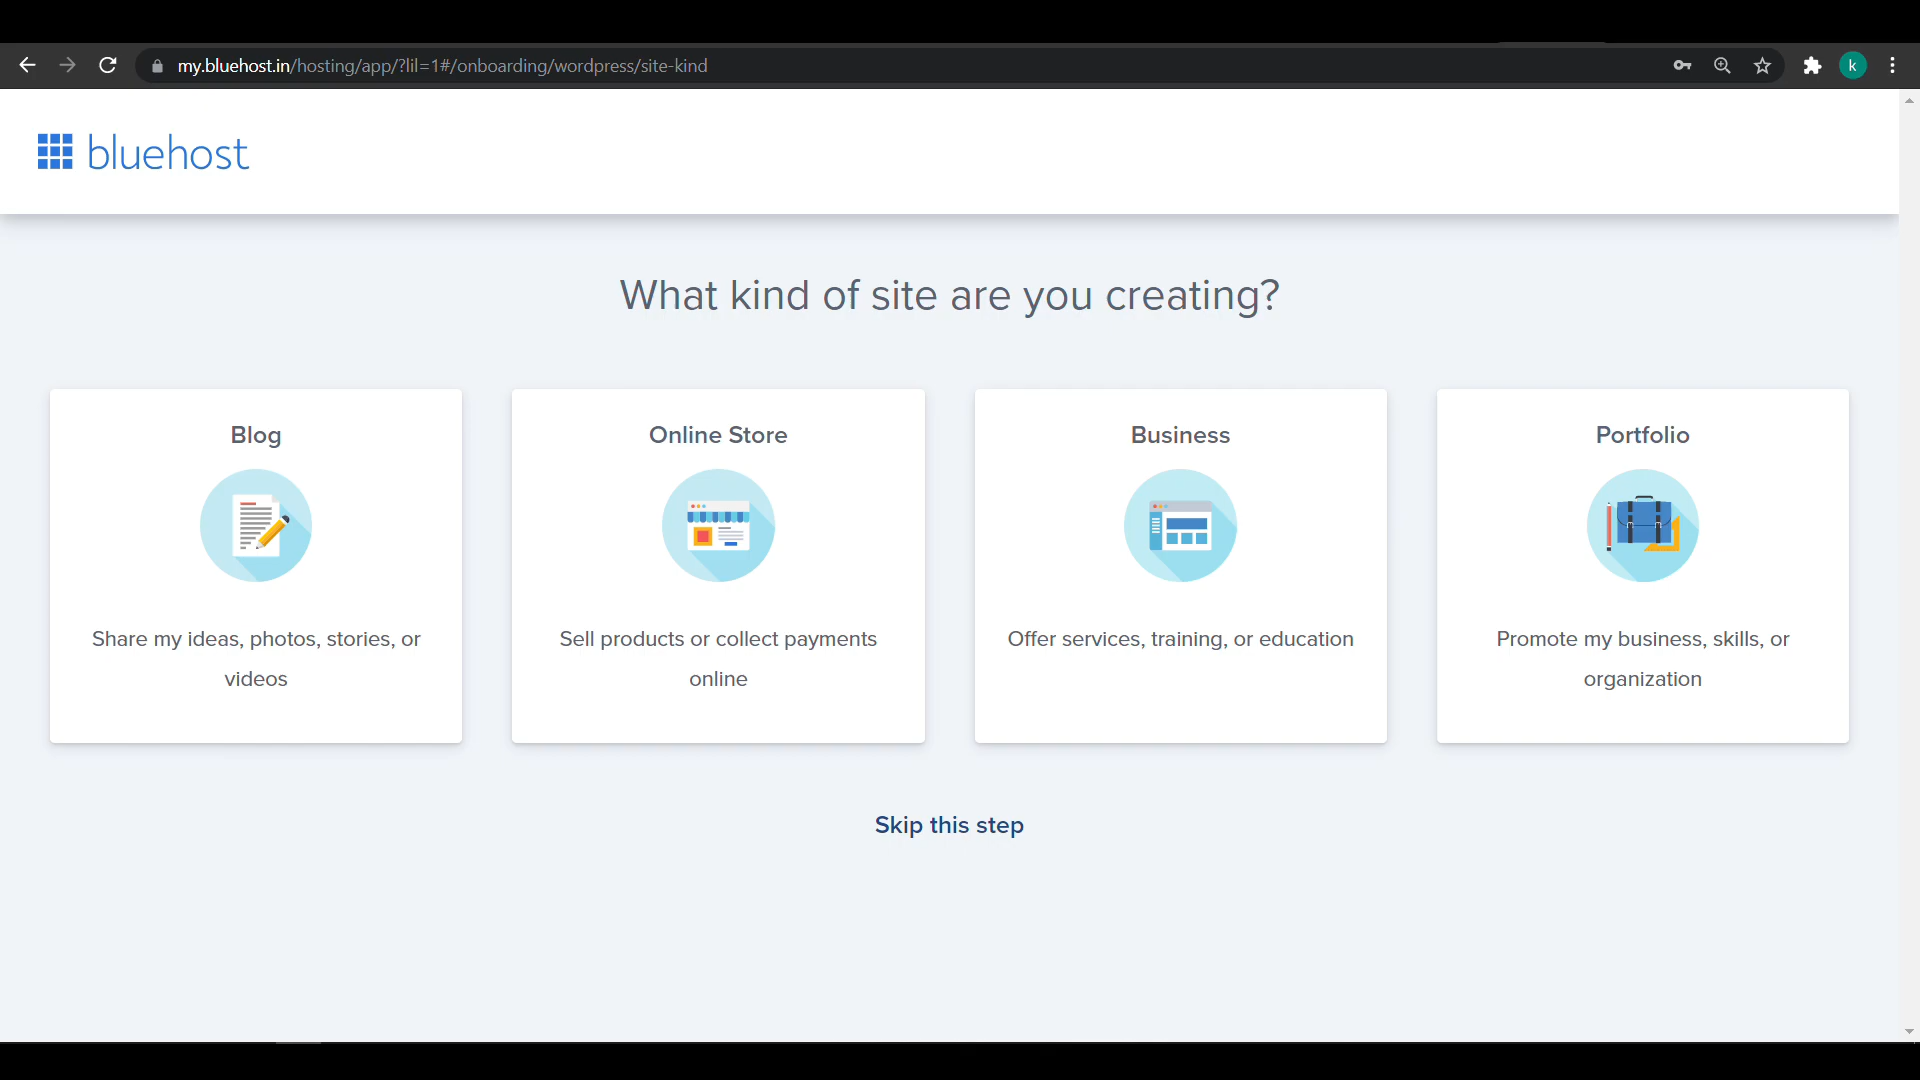 my.bluehost.in/hosting/app/?lil=1#/onboarding/wordpress/site-kind
k
bluehost
What kind of site are you creating?
Blog
Share my ideas, photos, stories, or
videos
Online Store
Sell products or collect payments
online
Business
Offer services, training, or education
Portfolio
Promote my business, skills, or
organization
Skip this step